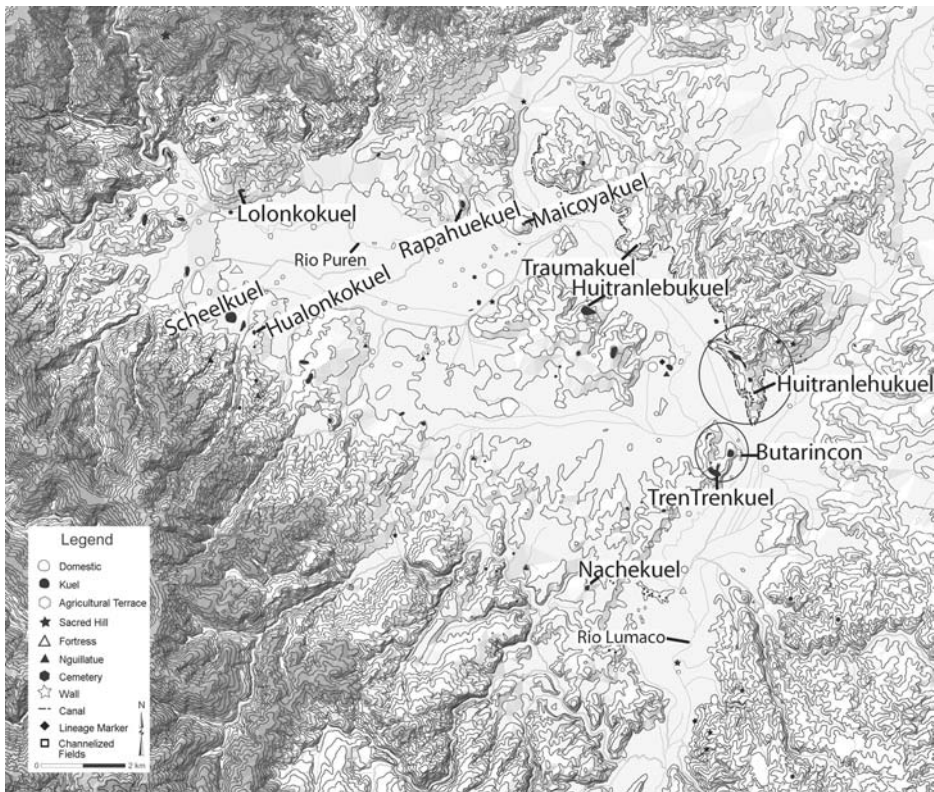 Lolonkokuel
Rapahuekuel
Maicoyakuel
Rio Puren
Traumakuel
Huitranlebukuel
Scheelkuel
Hualonkokuel
Huitranlehukuel
Butarincon
TrenTrenkuel
Nachekuel
Rio Lumaco
Legend
Domestic
Kuel
Agricultural Terrace
Sacred Hill
Fortress
Nguillatue
Cemetery
Wall
Canal
Lineage Marker
Channelized
Fields
N
0 2 km